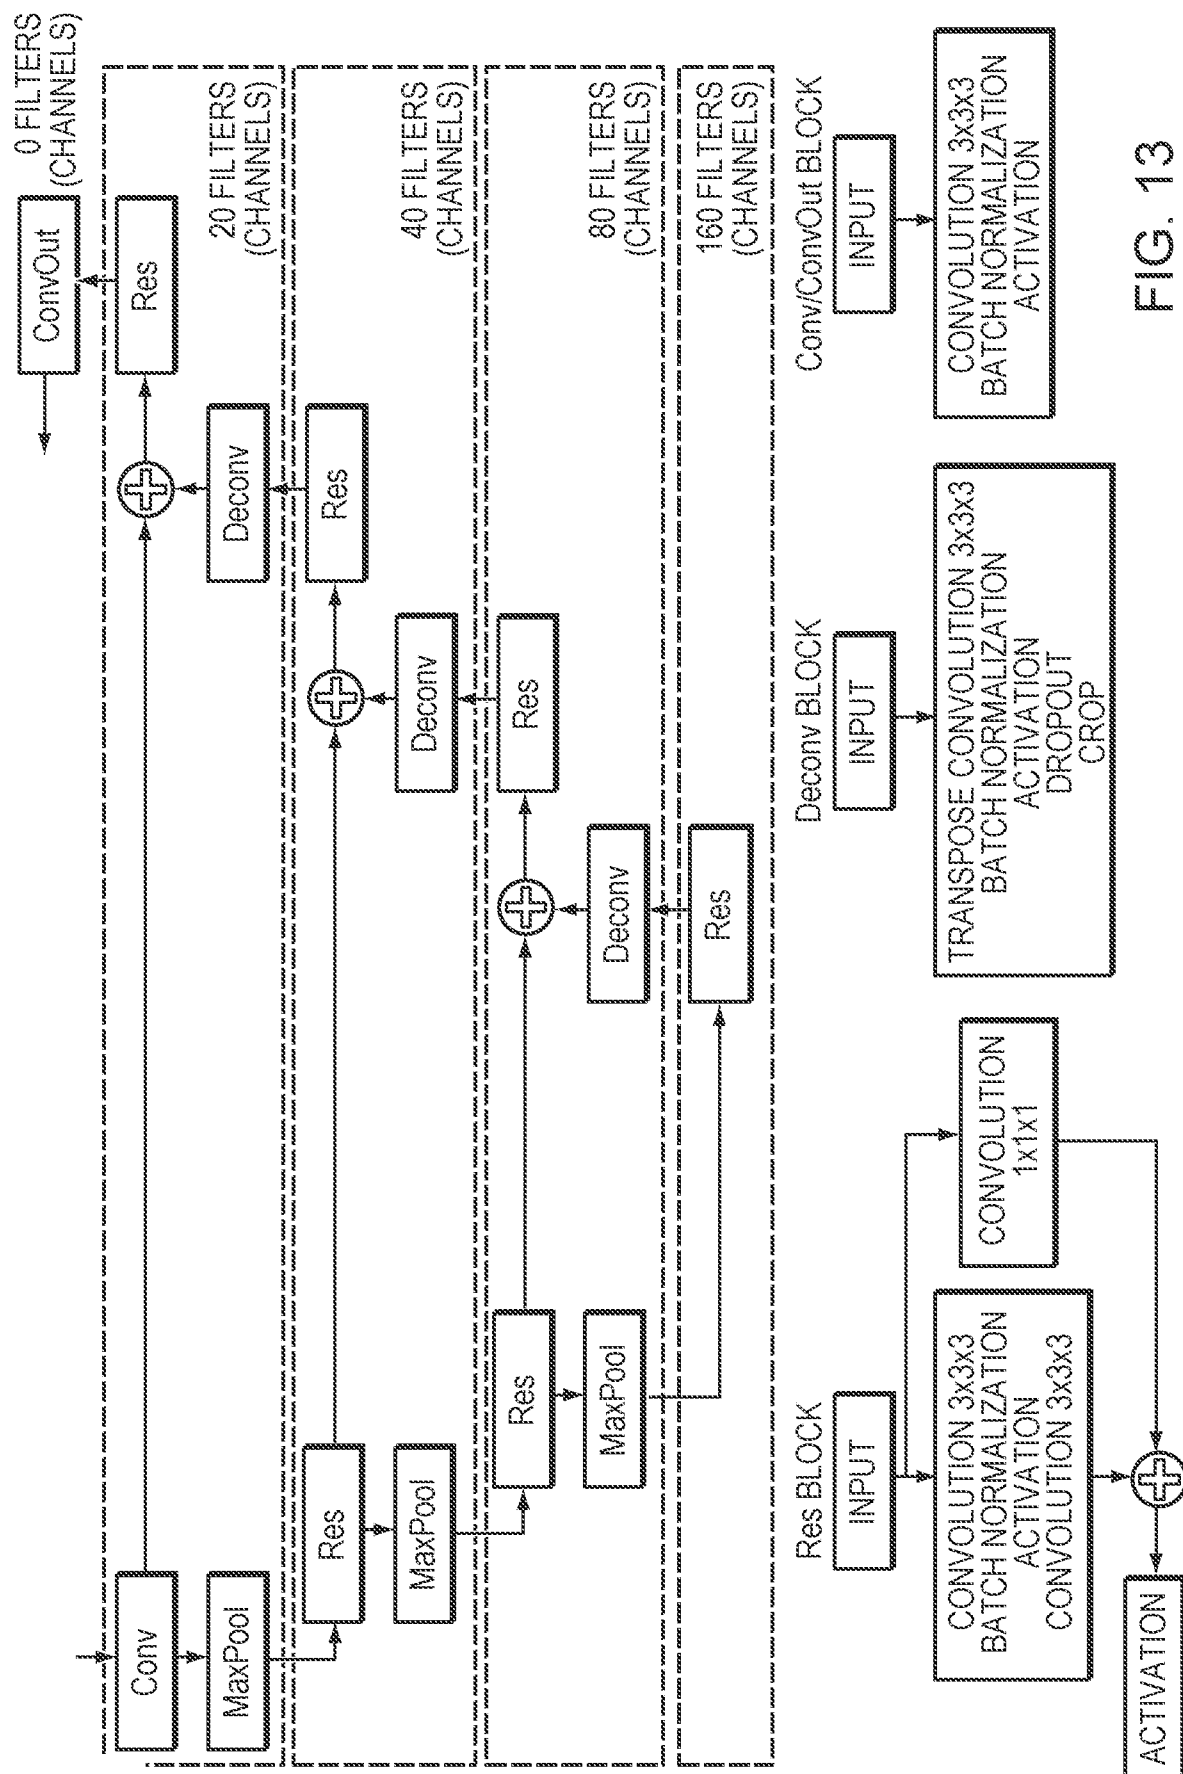 0 FILTERS
(CHANNELS)
ConvOut
Conv
Res
MaxPool
Deconv
20 FILTERS
(CHANNELS)
Res
Res
MaxPool
Deconv
40 FILTERS
(CHANNELS)
Res
Res
MaxPool
Deconv
80 FILTERS
(CHANNELS)
Res
160 FILTERS
(CHANNELS)
Res BLOCK
INPUT
CONVOLUTION 3x3x3
BATCH NORMALIZATION
ACTIVATION
CONVOLUTION 3x3x3
CONVOLUTION
1x1x1
ACTIVATION
Deconv BLOCK
INPUT
TRANSPOSE CONVOLUTION 3x3x3
BATCH NORMALIZATION
ACTIVATION
DROPOUT
CROP
Conv/ConvOut BLOCK
INPUT
CONVOLUTION 3x3x3
BATCH NORMALIZATION
ACTIVATION
FIG. 13